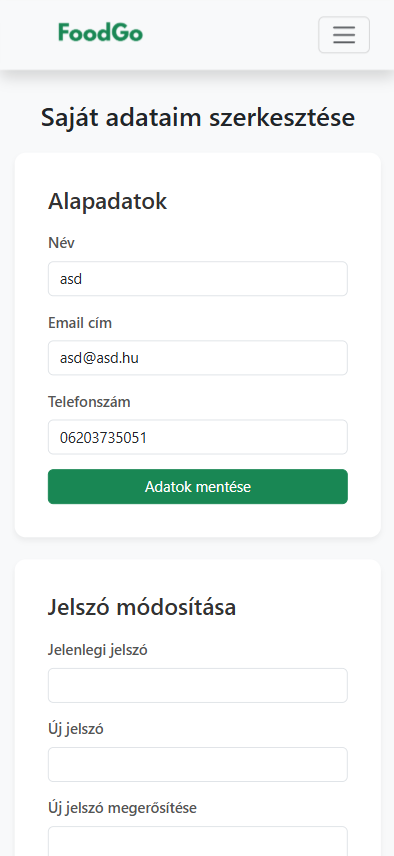 FoodGo
Saját adataim szerkesztése
Alapadatok
Név
asd
Email cím
asd@asd.hu
Telefonszám
06203735051
Adatok mentése
Jelszó módosítása
Jelenlegi jelszó
Új jelszó
Új jelszó megerősítése